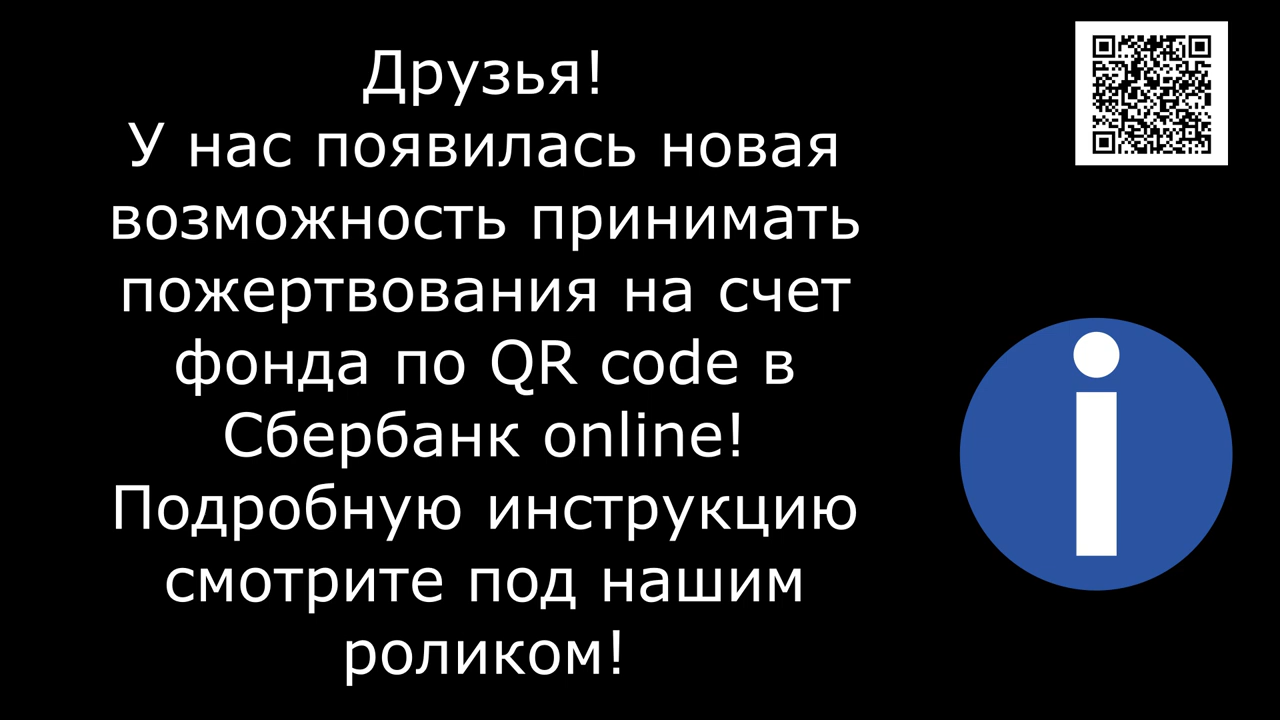 Друзья!
У нас появилась новая
возможность принимать
пожертвования на счет
фонда по QR code в
Сбербанк online!
Подробную инструкцию
смотрите под нашим
роликом!